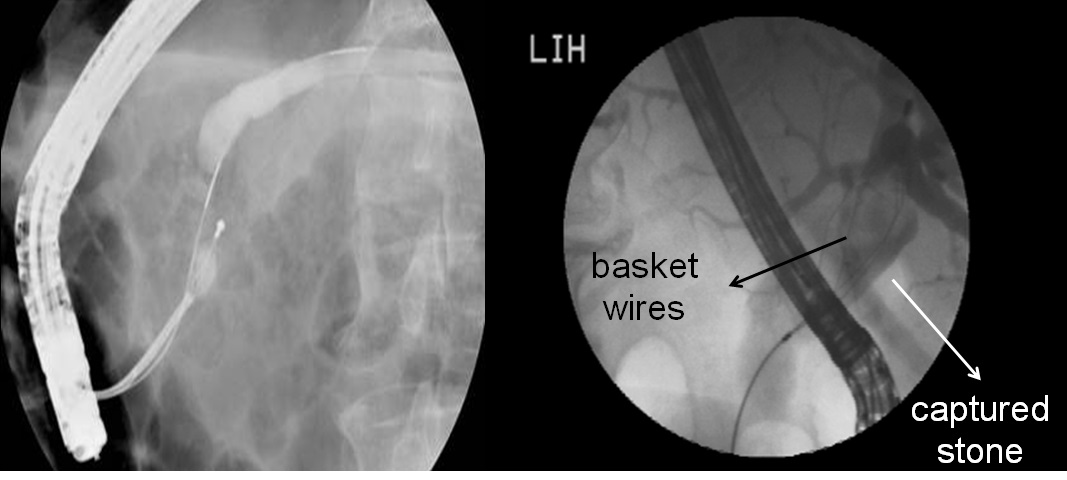 LIH
basket
wires
captured
stone